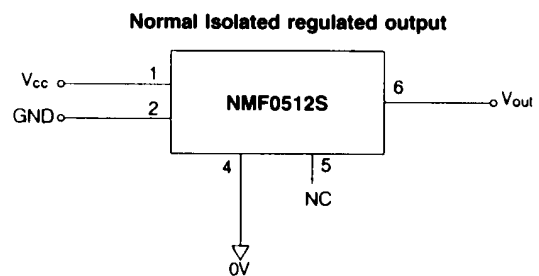 Normal Isolated regulated output
Vcc
1
GND
2
NMF0512S
6
Vout
4
5
NC
0V